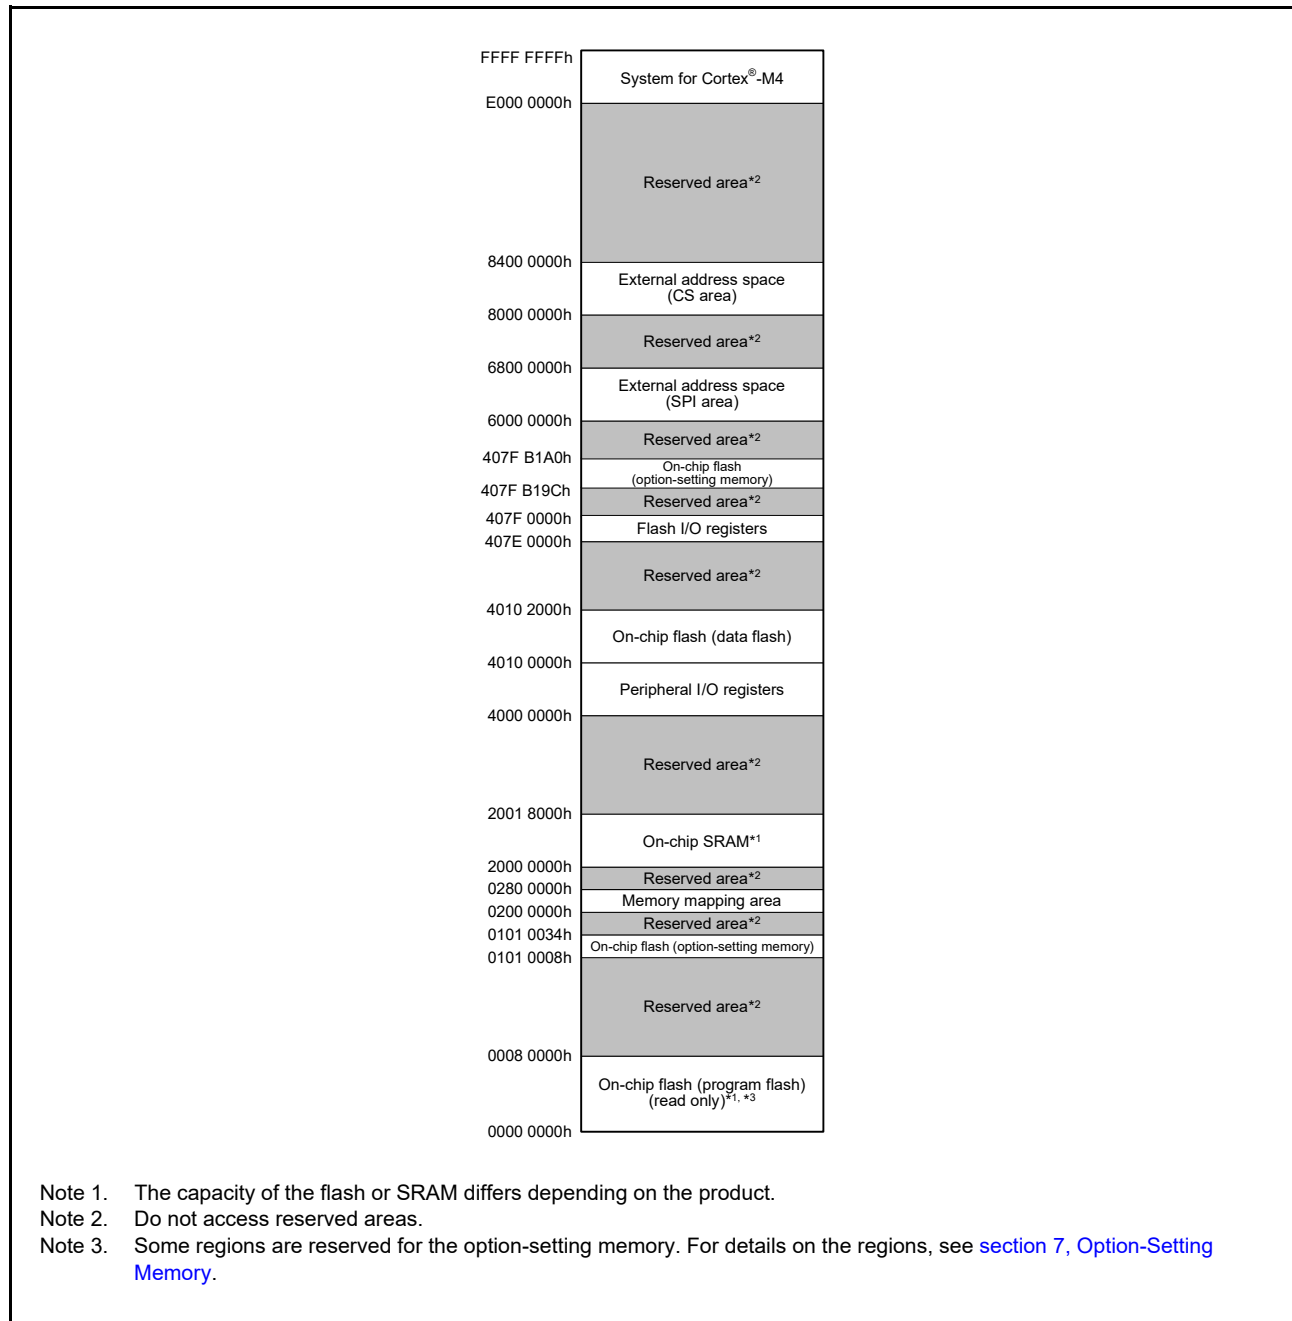 FFFF FFFFh
System for Cortex®-M4
E000 0000h
Reserved area*2
8400 0000h
External address space
(CS area)
8000 0000h
Reserved area*2
6800 0000h
External address space
(SPI area)
6000 0000h
Reserved area*2
407F B1A0h
On-chip flash
(option-setting memory)
407F B19Ch
Reserved area*2
407F 0000h
Flash I/O registers
407E 0000h
Reserved area*2
4010 2000h
On-chip flash (data flash)
4010 0000h
Peripheral I/O registers
4000 0000h
Reserved area*2
2001 8000h
On-chip SRAM*1
2000 0000h
Reserved area*2
0280 0000h
Memory mapping area
0200 0000h
Reserved area*2
0101 0034h
On-chip flash (option-setting memory)
0101 0008h
Reserved area*2
0008 0000h
On-chip flash (program flash)
(read only)*1, *3
0000 0000h
Note 1. The capacity of the flash or SRAM differs depending on the product.
Note 2. Do not access reserved areas.
Note 3. Some regions are reserved for the option-setting memory. For details on the regions, see section 7, Option-Setting
Memory.